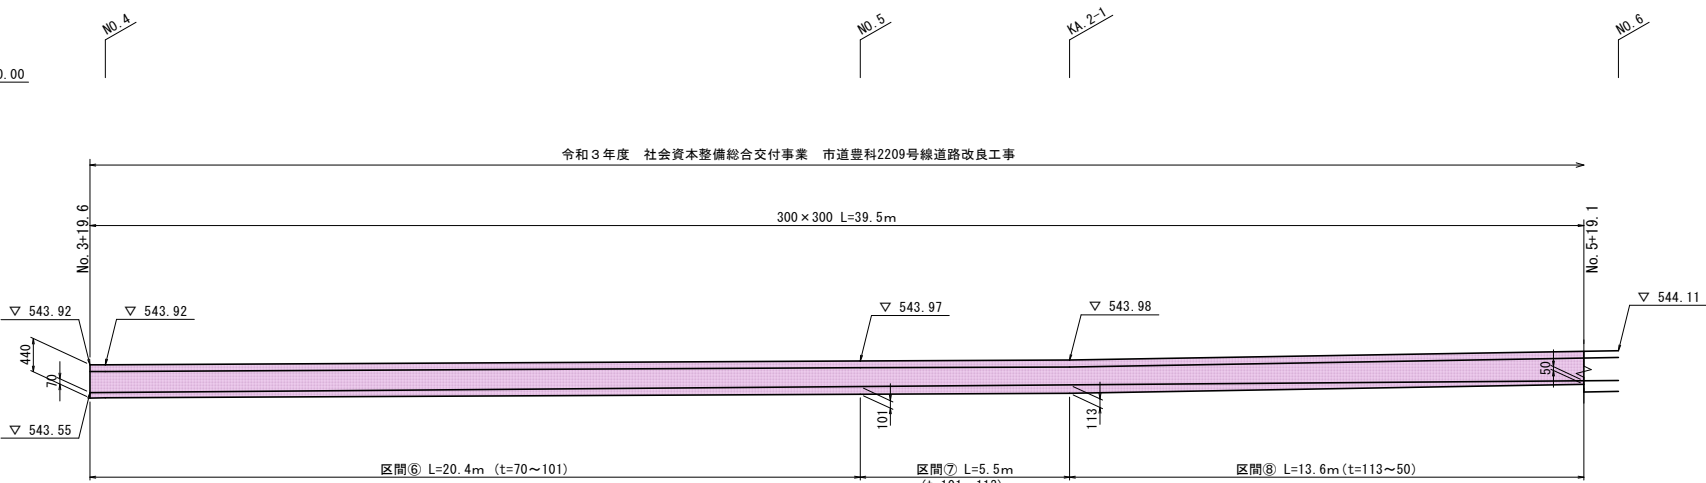 NO.4
NO.5
KA.2-1
NO.6
0.00
令和３年度　社会資本整備総合交付事業　市道豊科2209号線道路改良工事
No.3+19.6
300×300 L=39.5m
No.5+19.1
▽ 543.92
▽ 543.92
▽ 543.97
▽ 543.98
▽ 544.11
440
70
50
101
113
▽ 543.55
区間⑥ L=20.4m (t=70～101)
区間⑦ L=5.5m
区間⑧ L=13.6m(t=113～50)